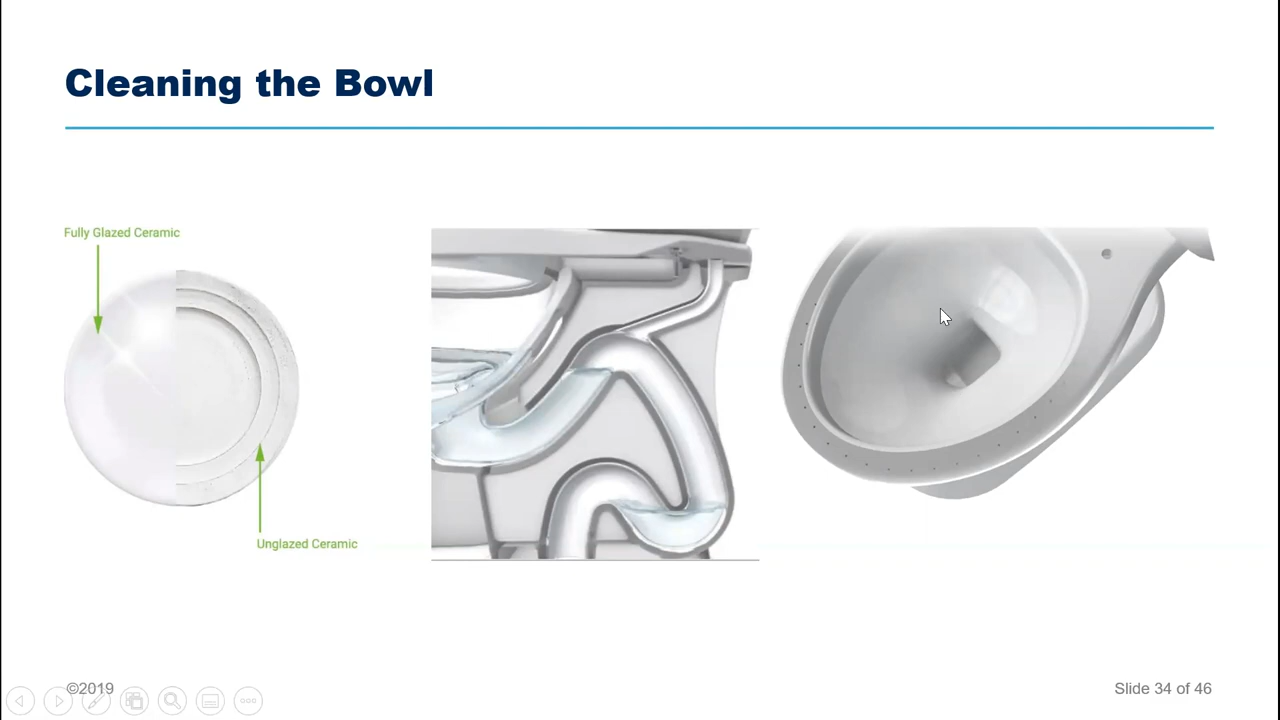 Cleaning the Bowl
Fully Glazed Ceramic
Unglazed Ceramic
©2019
Slide 34 of 46